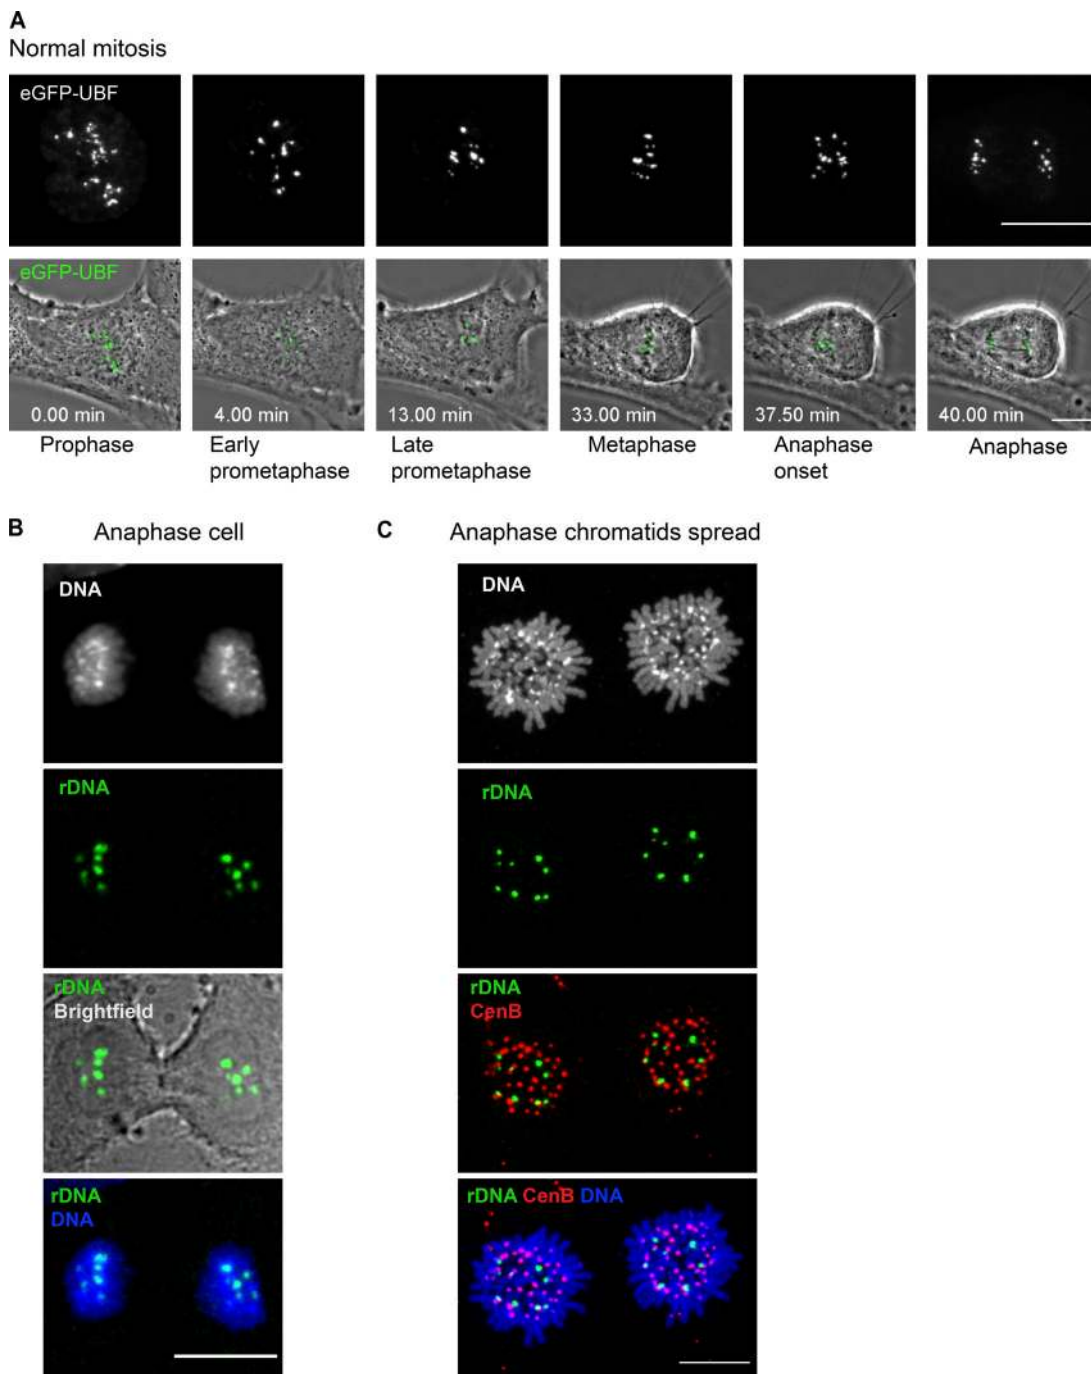 A
Normal mitosis
eGFP-UBF
eGFP-UBF
0.00 min
4.00 min
13.00 min
33.00 min
37.50 min
40.00 min
Prophase
Early
prometaphase
Late
prometaphase
Metaphase
Anaphase
onset
Anaphase
B
Anaphase cell
DNA
rDNA
rDNA
Brightfield
rDNA
DNA
C
Anaphase chromatids spread
DNA
rDNA
rDNA
CenB
rDNA CenB DNA